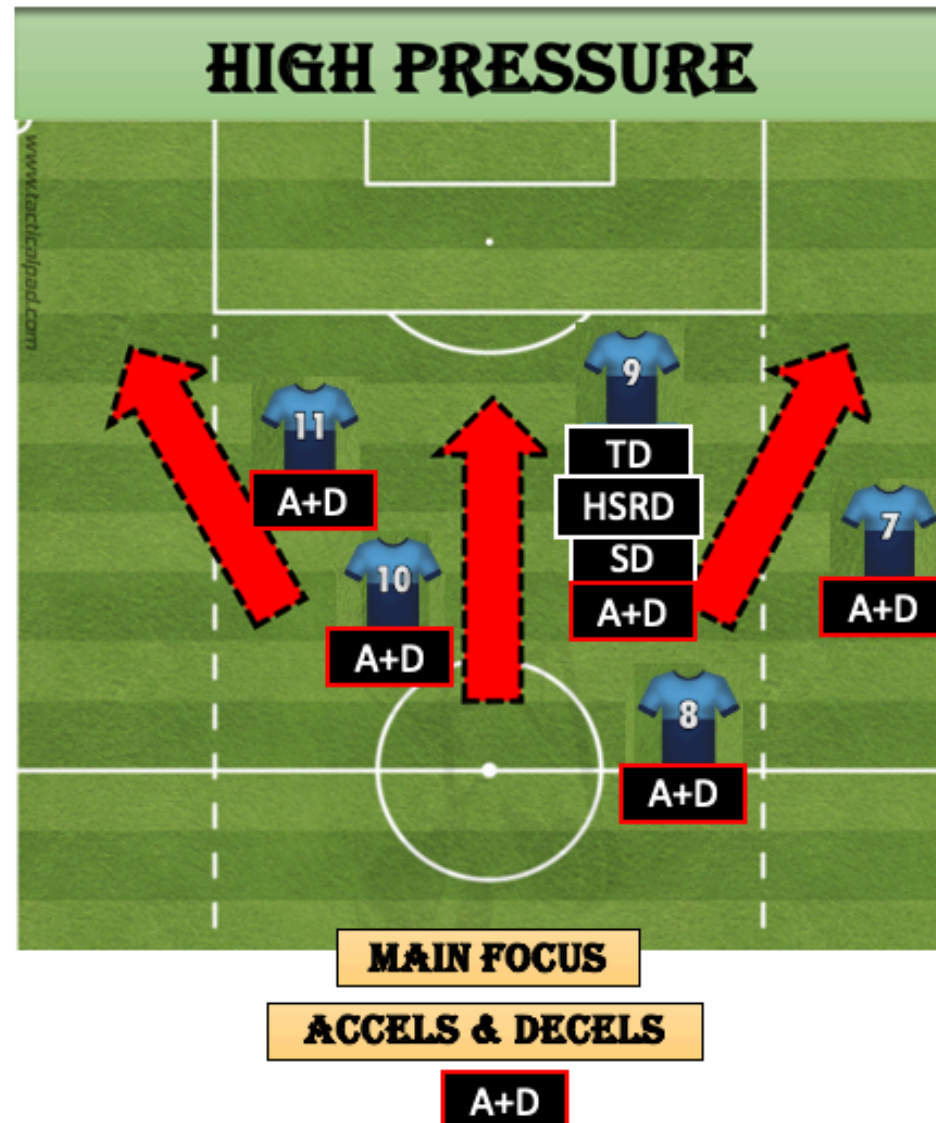 HIGH PRESSURE
www.tacticalpad.com
9
11
TD
A+D
HSRD
7
10
SD
A+D
A+D
A+D
8
A+D
MAIN FOCUS
ACCELS & DECELS
A+D